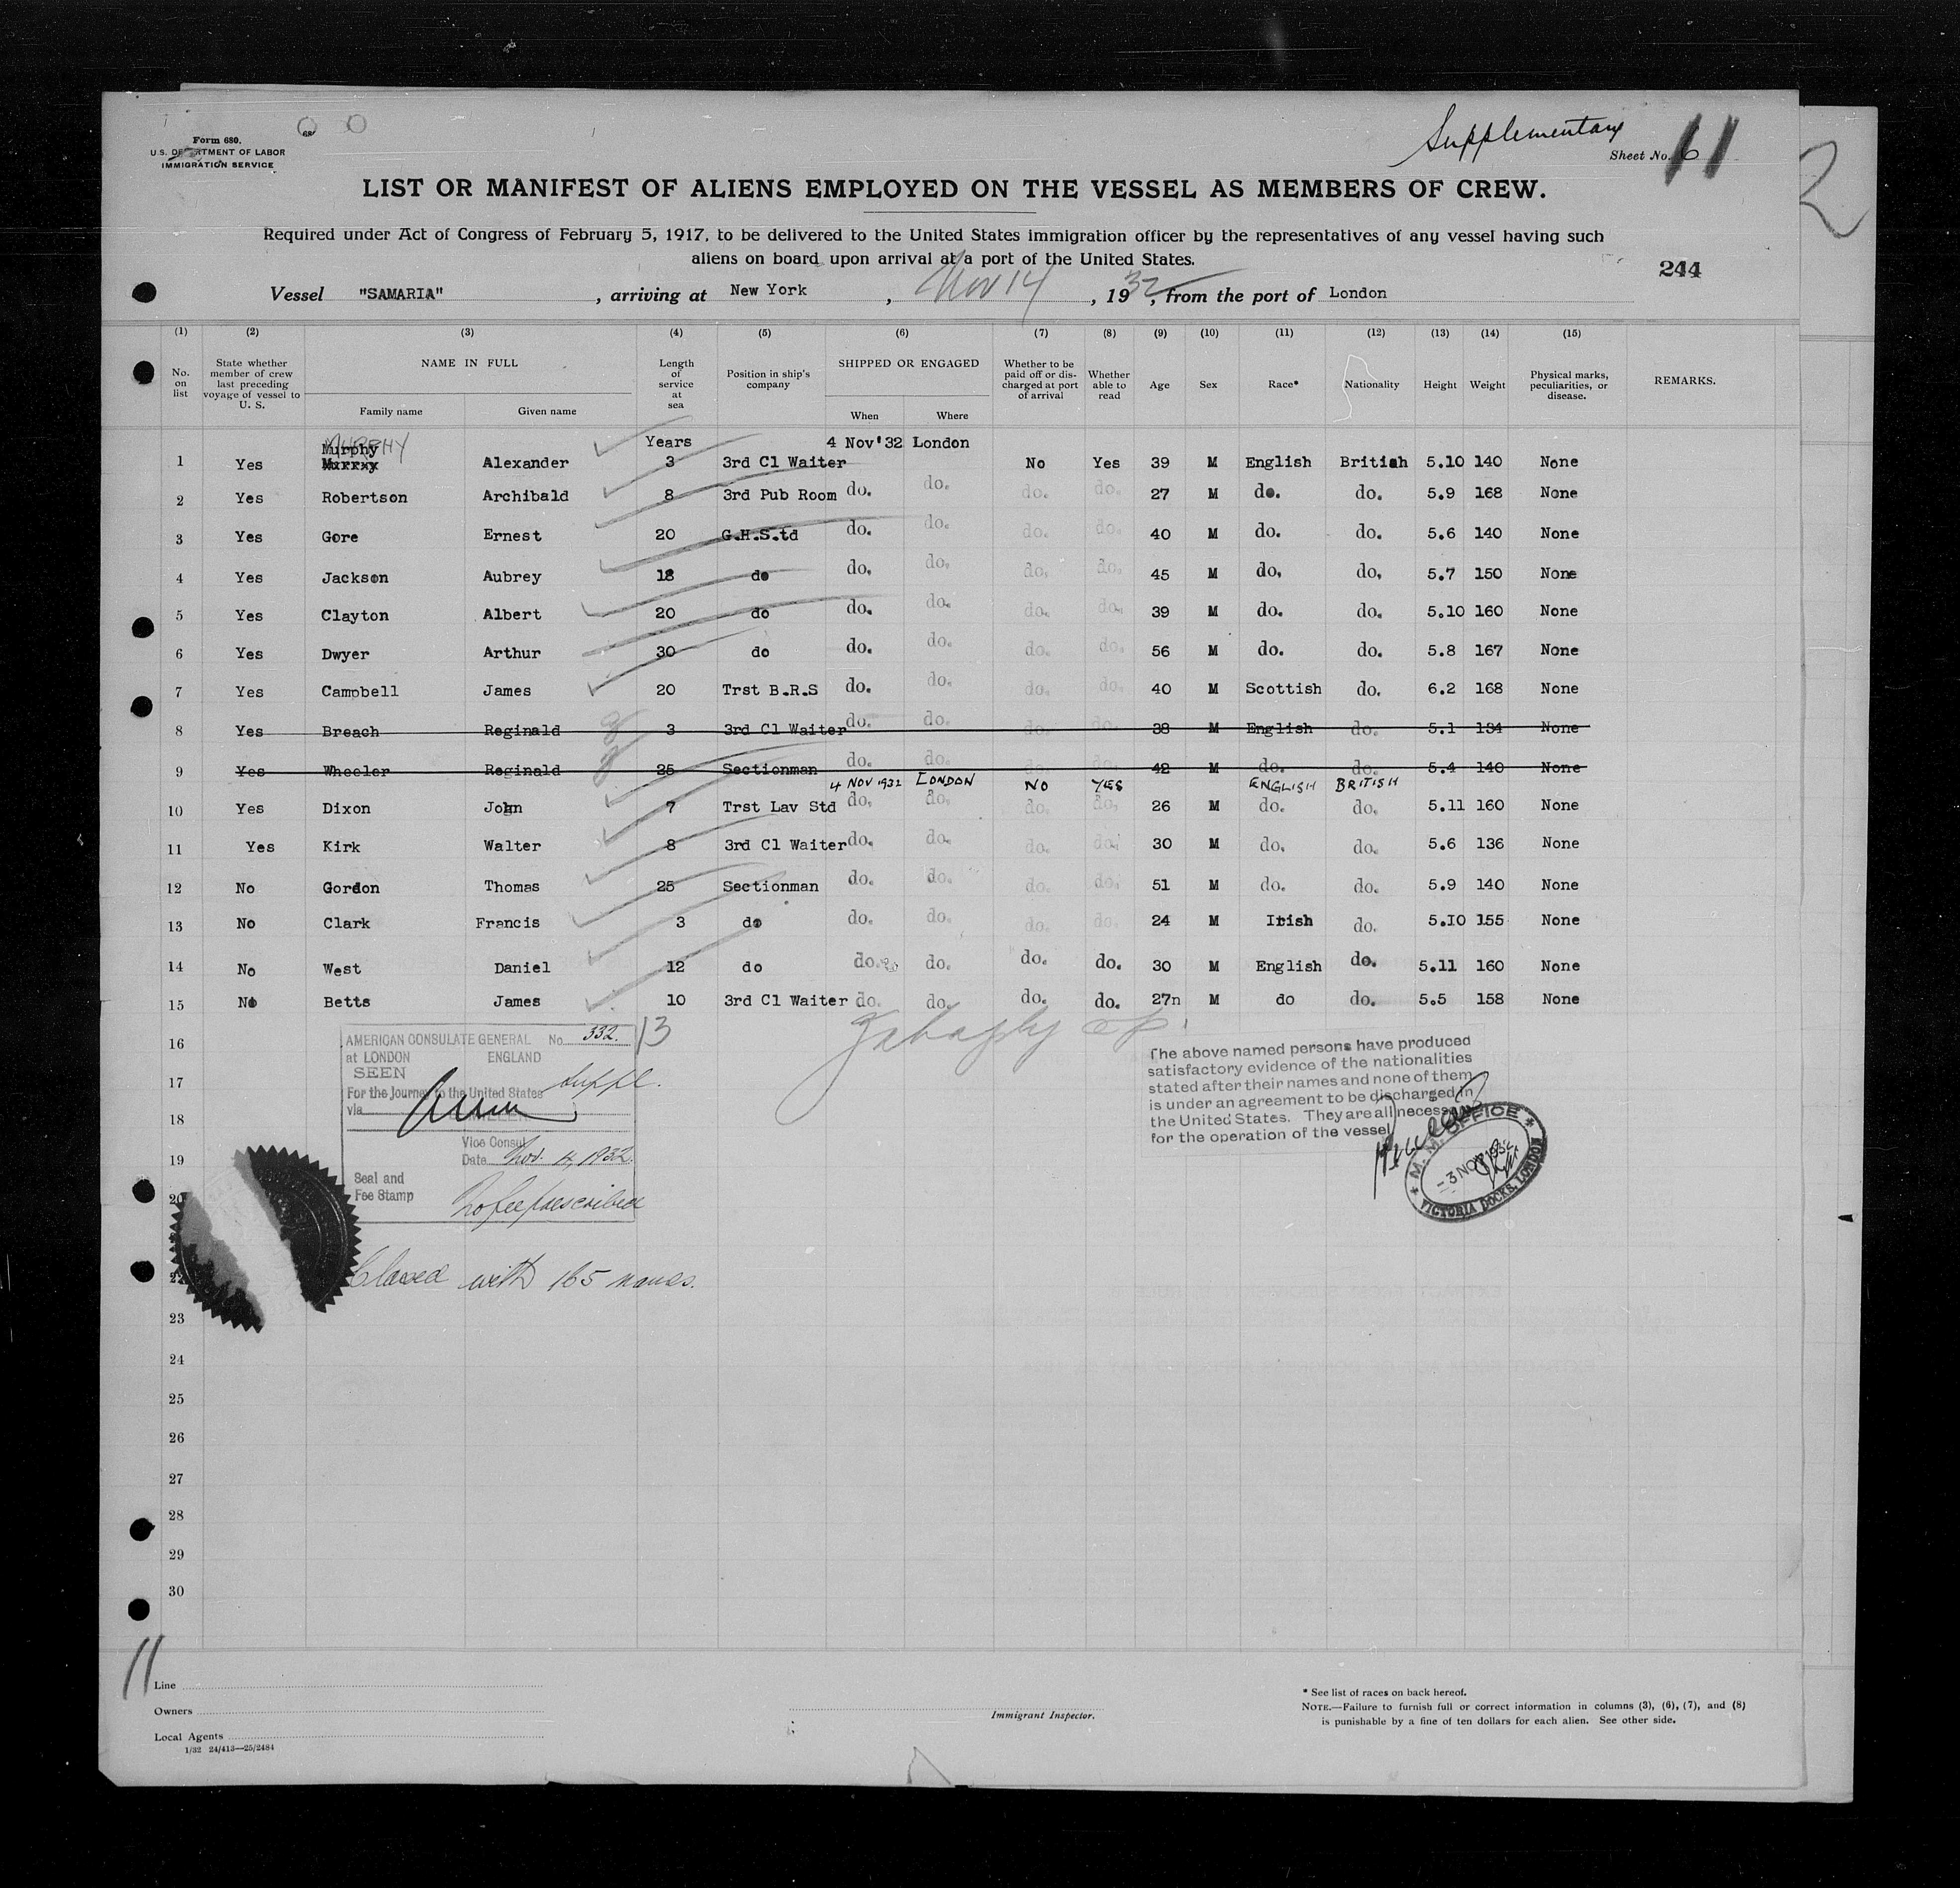 Form 680.
U.S. DEPARTMENT OF LABOR
IMMIGRATION SERVICE
Supplementary
Sheet No. 6 11
LIST OR MANIFEST OF ALIENS EMPLOYED ON THE VESSEL AS MEMBERS OF CREW.
Required under Act of Congress of February 5, 1917, to be delivered to the United States immigration officer by the representatives of any vessel having such
aliens on board upon arrival at a port of the United States.
244
Vessel "SAMARIA", arriving at New York, Nov 14, 1932, from the port of London
(1) (2) (3) (4) (5) (6) (7) (8) (9) (10) (11) (12) (13) (14) (15)
No. on list State whether member of crew last preceding voyage of vessel to U. S. NAME IN FULL Family name Given name Length of service at sea Position in ship's company SHIPPED OR ENGAGED When Where Whether to be paid off or discharged at port of arrival Whether able to read Age Sex Race* Nationality Height Weight Physical marks, peculiarities, or disease. REMARKS.
MURPHY
Murphy Years 4 Nov '32 London
1 Yes Murray Alexander 3 3rd Cl Waiter No Yes 39 M English British 5.10 140 None
2 Yes Robertson Archibald 8 3rd Pub Room do. do. do. do. 27 M do. do. 5.9 168 None
3 Yes Gore Ernest 20 G.H.S.td do. do. do. do. 40 M do. do. 5.6 140 None
4 Yes Jackson Aubrey 18 do do. do. do. do. 45 M do. do. 5.7 150 None
5 Yes Clayton Albert 20 do do. do. do. do. 39 M do. do. 5.10 160 None
6 Yes Dwyer Arthur 30 do do. do. do. do. 56 M do. do. 5.8 167 None
7 Yes Campbell James 20 Trst B.R.S do. do. do. do. 40 M Scottish do. 6.2 168 None
8 Yes Breach Reginald 3 3rd Cl Waiter do. do. do. do. 38 M English do. 5.1 134 None
9 Yes Wheeler Reginald 25 Sectionman do. do. 42 M do. do. 5.4 140 None
4 NOV 1932 LONDON NO YES ENGLISH BRITISH
10 Yes Dixon John 7 Trst Lav Std do. do. do. do. 26 M do. do. 5.11 160 None
11 Yes Kirk Walter 8 3rd Cl Waiter do. do. do. do. 30 M do. do. 5.6 136 None
12 No Gordon Thomas 25 Sectionman do. do. do. do. 51 M do. do. 5.9 140 None
13 No Clark Francis 3 do do. do. do. do. 24 M Irish do. 5.10 155 None
14 No West Daniel 12 do do. do. do. do. 30 M English do. 5.11 160 None
15 No Betts James 10 3rd Cl Waiter do. do. do. do. 27n M do do. 5.5 158 None
16
17
18
19
20
22
23
24
25
26
27
28
29
30
AMERICAN CONSULATE GENERAL No. 332. 13
at LONDON ENGLAND
SEEN
Suppl.
For the Journey to the United States
via
Vice Consul
Date Nov. 4, 1932.
Seal and
Fee Stamp
No fee prescribed
Closed with 165 names.
The above named persons have produced
satisfactory evidence of the nationalities
stated after their names and none of them
is under an agreement to be discharged in
the United States. They are all necessary
for the operation of the vessel
M. M. OFFICE
3 NOV 1932
VICTORIA DOCKS, LONDON
11
Line
Owners
Local Agents
1/32 24/413—25/2484
Immigrant Inspector.
* See list of races on back hereof.
NOTE.—Failure to furnish full or correct information in columns (3), (6), (7), and (8)
is punishable by a fine of ten dollars for each alien. See other side.
2